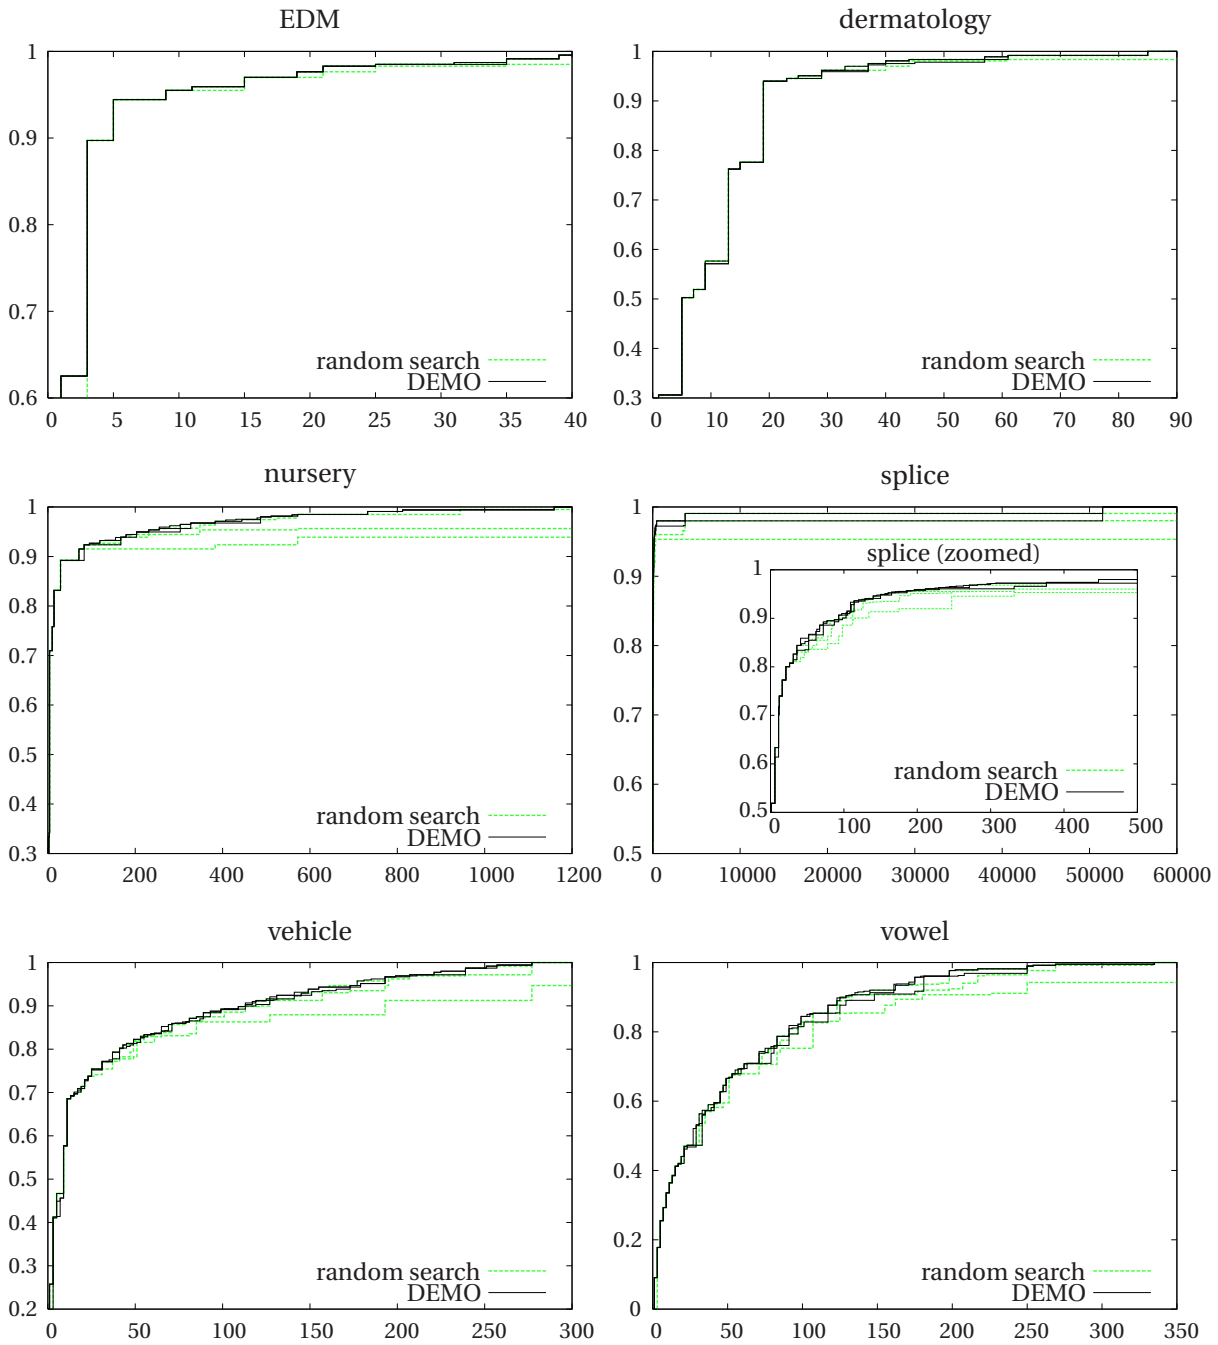 EDM
1
0.9
0.8
0.7
0.6
random search
DEMO
0 5 10 15 20 25 30 35 40
dermatology
1
0.9
0.8
0.7
0.6
0.5
0.4
0.3
random search
DEMO
0 10 20 30 40 50 60 70 80 90
nursery
1
0.9
0.8
0.7
0.6
0.5
0.4
0.3
random search
DEMO
0 200 400 600 800 1000 1200
splice
1
0.9
0.8
0.7
0.6
0.5
splice (zoomed)
1
0.9
0.8
0.7
0.6
0.5
random search
DEMO
0 100 200 300 400 500
0 10000 20000 30000 40000 50000 60000
vehicle
1
0.9
0.8
0.7
0.6
0.5
0.4
0.3
0.2
random search
DEMO
0 50 100 150 200 250 300
vowel
1
0.8
0.6
0.4
0.2
0
random search
DEMO
0 50 100 150 200 250 300 350